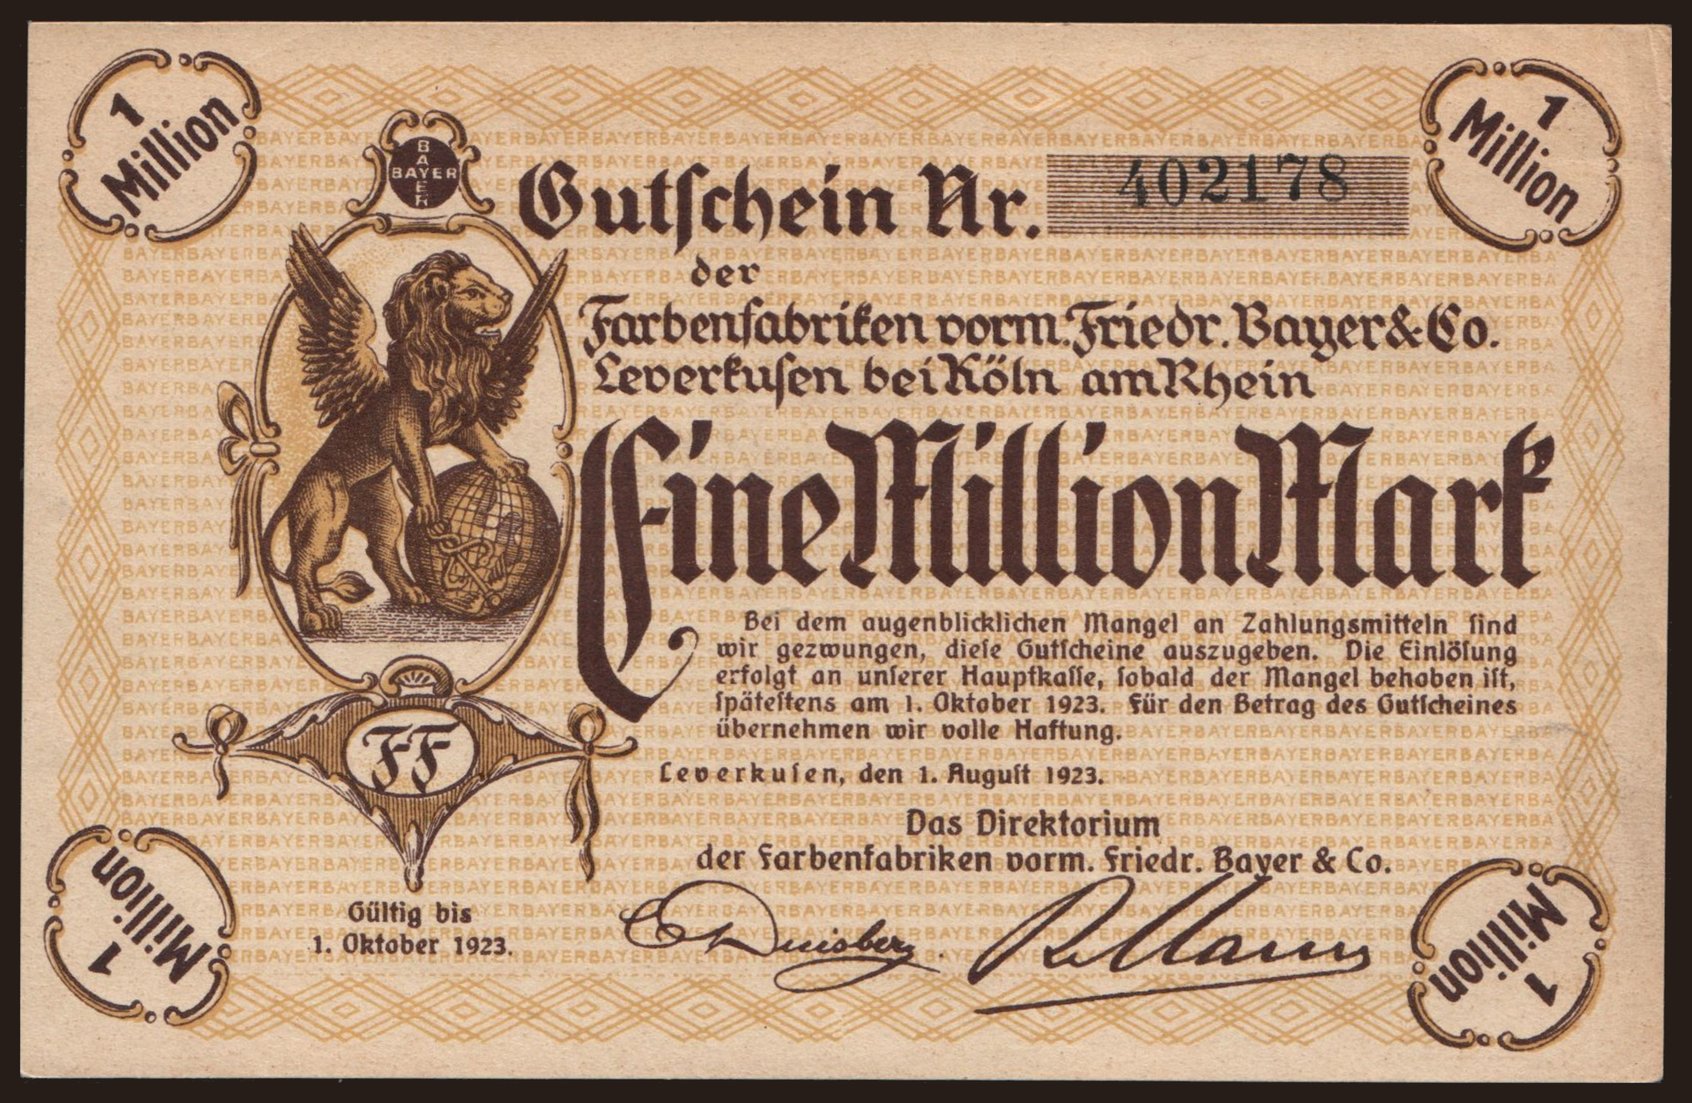 1
Million
1
Million
BAYER
BAYER
Gutschein Nr. 402178
der
Farbenfabriken vorm. Friedr. Bayer & Co.
Leverkusen bei Köln am Rhein
Eine Million Mark
Bei dem augenblicklichen Mangel an Zahlungsmitteln sind
wir gezwungen, diese Gutscheine auszugeben. Die Einlösung
erfolgt an unserer Hauptkasse, sobald der Mangel behoben ist,
spätestens am 1. Oktober 1923. Für den Betrag des Gutscheines
übernehmen wir volle Haftung.
FF
Leverkusen, den 1. August 1923.
Das Direktorium
der Farbenfabriken vorm. Friedr. Bayer & Co.
Gültig bis
1. Oktober 1923.
C Duisberg.
R. Mann
1
Million
1
Million